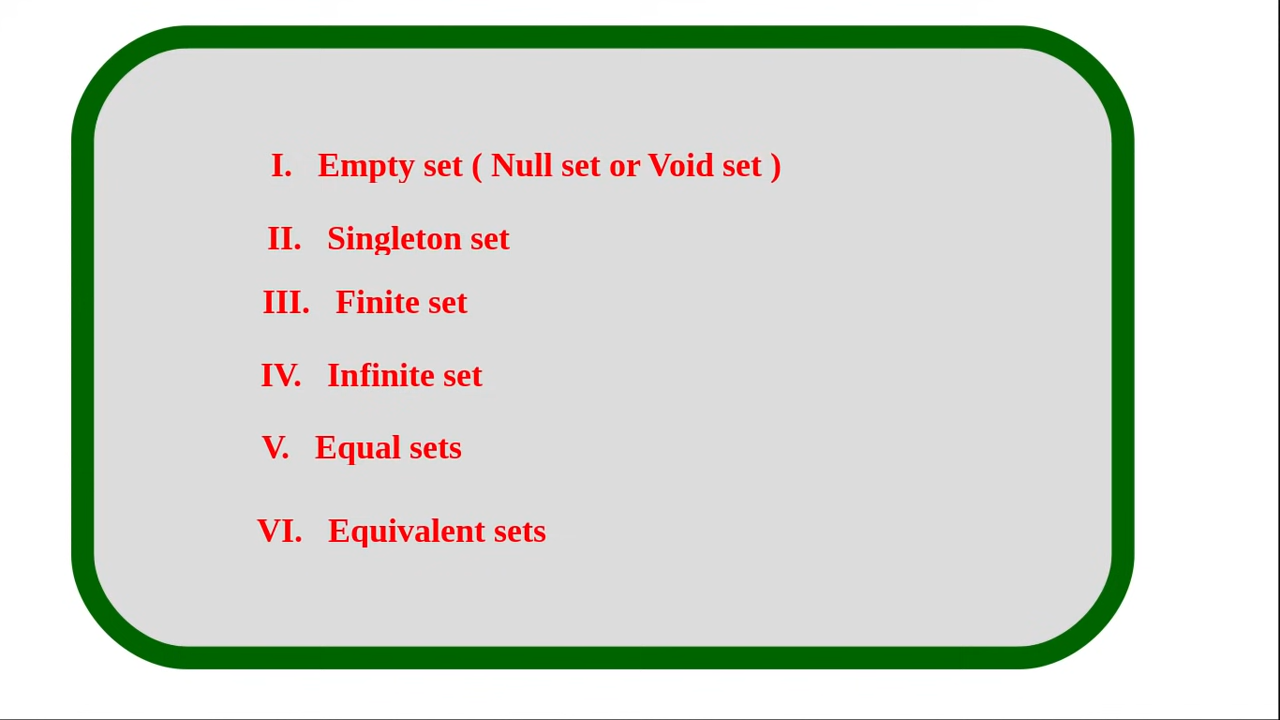 I. Empty set ( Null set or Void set )
II. Singleton set
III. Finite set
IV. Infinite set
V. Equal sets
VI. Equivalent sets